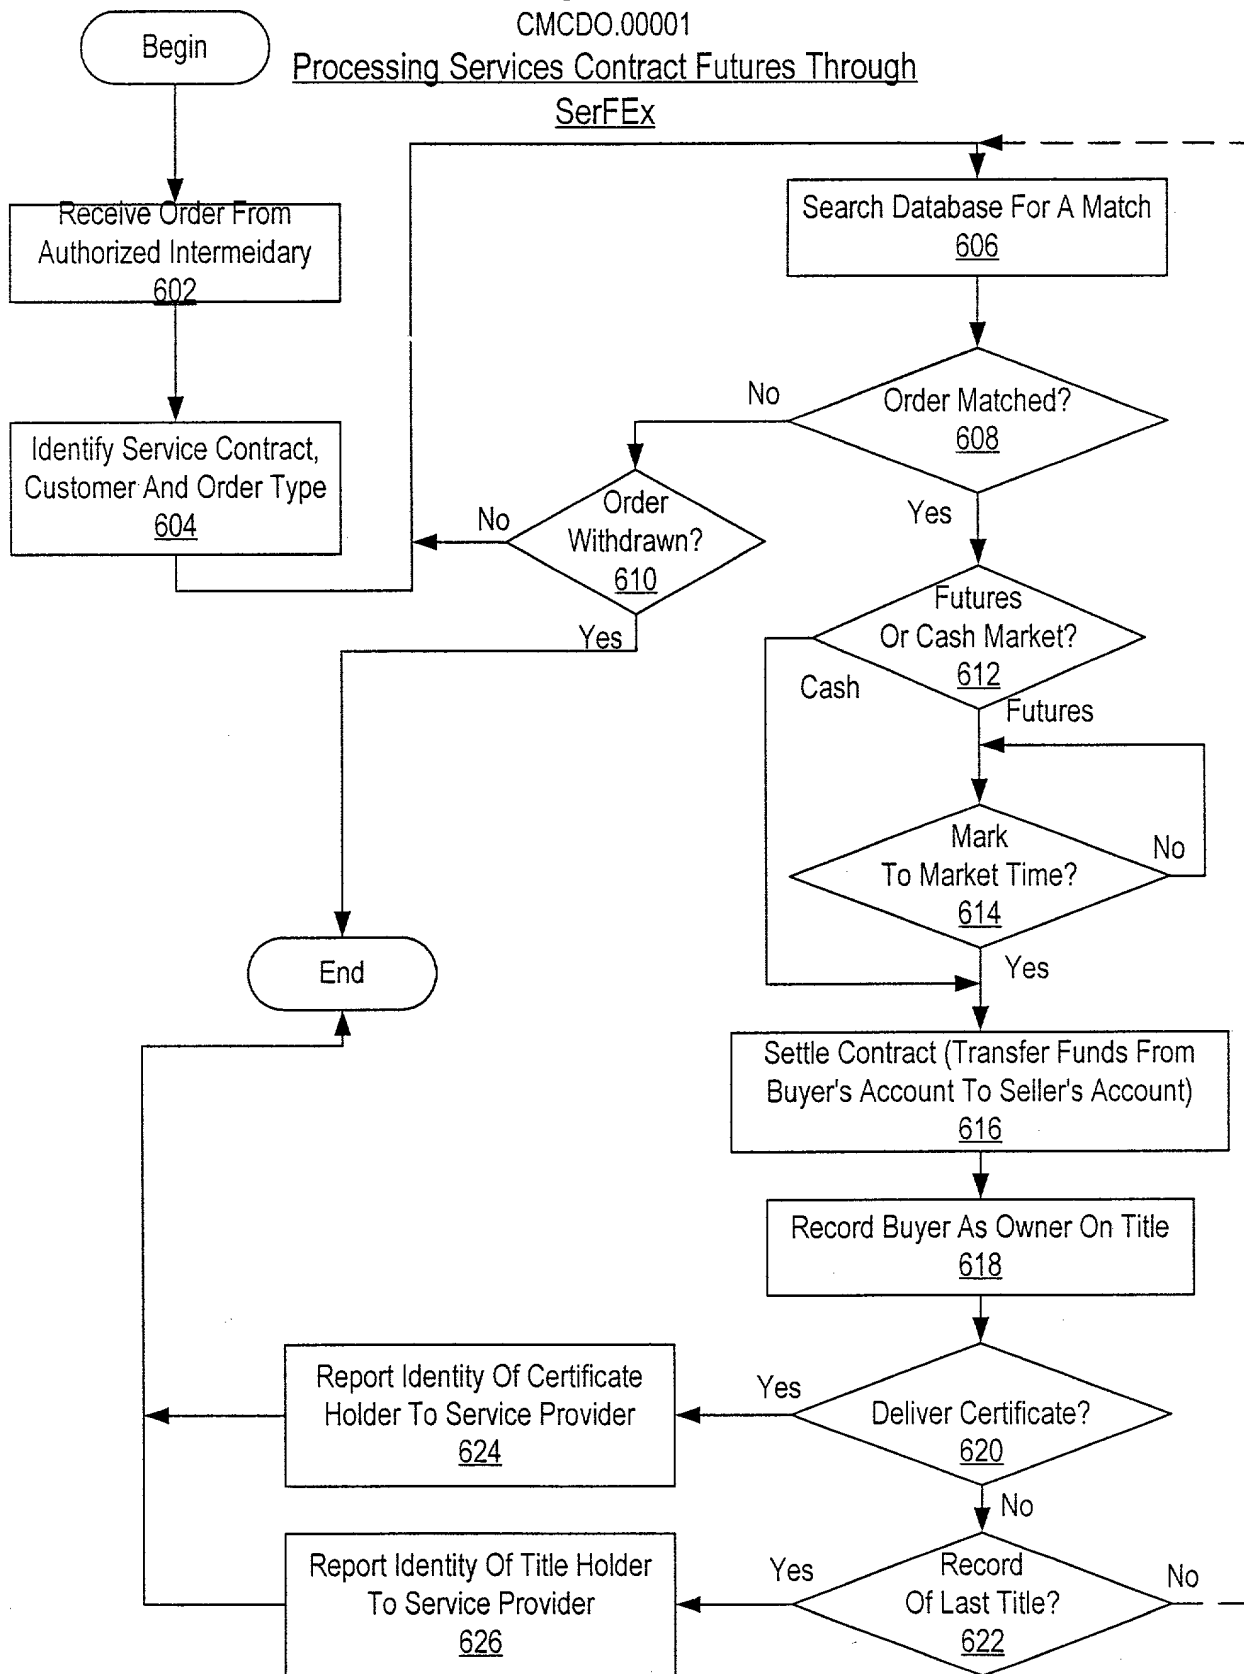 CMCDO.00001
Processing Services Contract Futures Through
SerFEx
Begin
Receive Order From
Authorized Intermeidary
602
Identify Service Contract,
Customer And Order Type
604
Search Database For A Match
606
Order Matched?
608
No
Yes
Order
Withdrawn?
610
No
Yes
Futures
Or Cash Market?
612
Cash
Futures
Mark
To Market Time?
614
No
Yes
End
Settle Contract (Transfer Funds From
Buyer's Account To Seller's Account)
616
Record Buyer As Owner On Title
618
Deliver Certificate?
620
Yes
No
Report Identity Of Certificate
Holder To Service Provider
624
Record
Of Last Title?
622
Yes
No
Report Identity Of Title Holder
To Service Provider
626